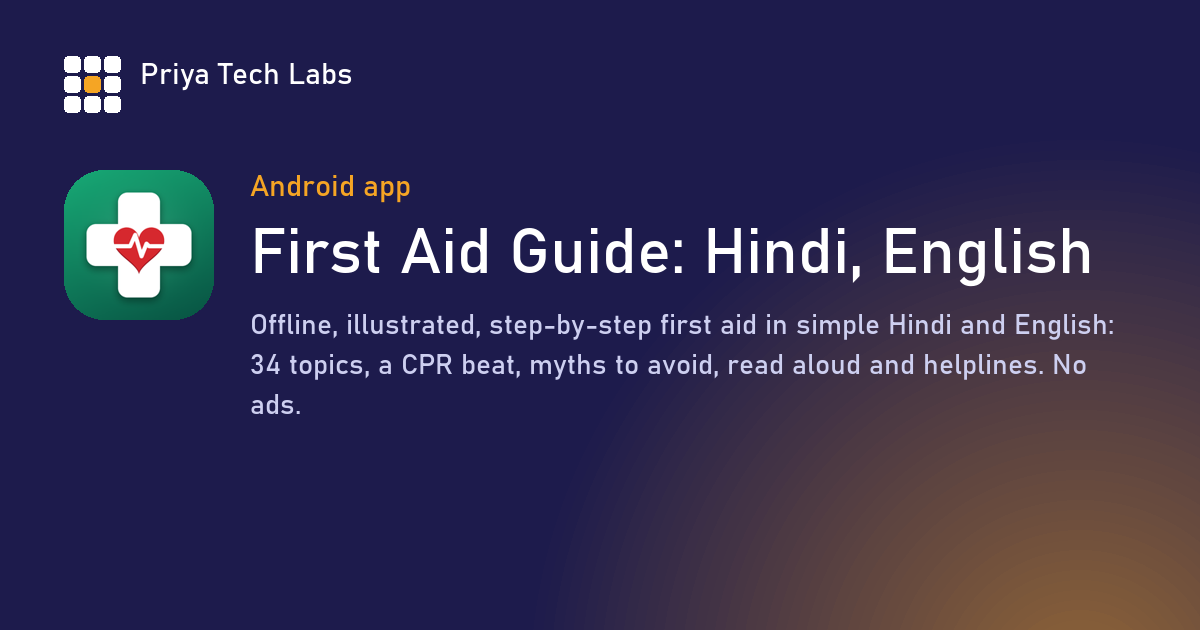 Priya Tech Labs
Android app
First Aid Guide: Hindi, English
Offline, illustrated, step-by-step first aid in simple Hindi and English:
34 topics, a CPR beat, myths to avoid, read aloud and helplines. No
ads.